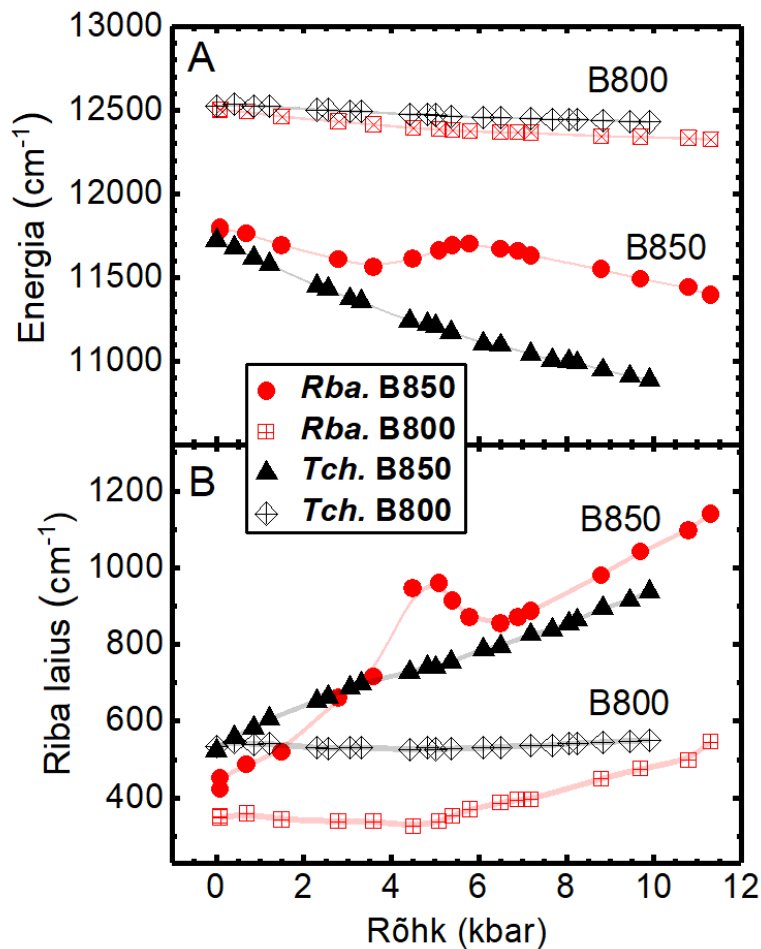 13000
12500
12000
11500
11000
Energia (cm-1)
A
B800
B850
Rba. B850
Rba. B800
Tch. B850
Tch. B800
B
B850
B800
1200
1000
800
600
400
Riba laius (cm-1)
0 2 4 6 8 10 12
Rõhk (kbar)